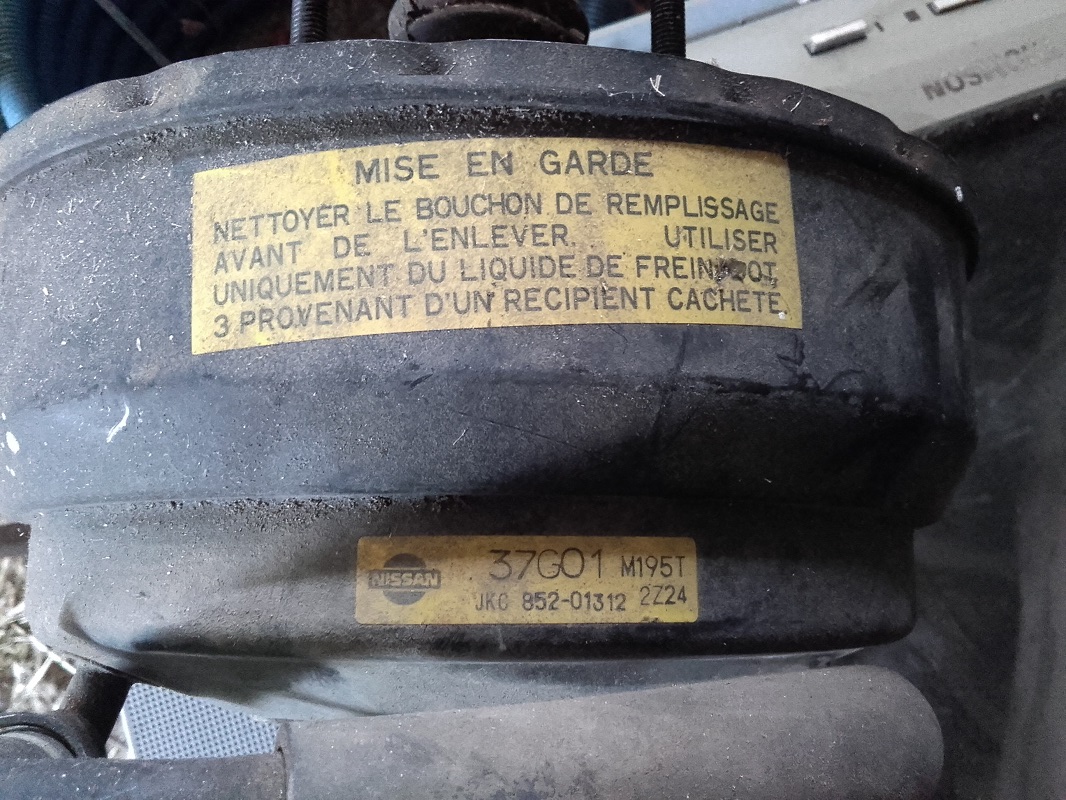 THOMSON
MISE EN GARDE
NETTOYER LE BOUCHON DE REMPLISSAGE
AVANT DE L'ENLEVER. UTILISER
UNIQUEMENT DU LIQUIDE DE FREIN DOT
3 PROVENANT D'UN RECIPIENT CACHETE.
NISSAN
37G01 M195T
JKC 852-01312 2Z24